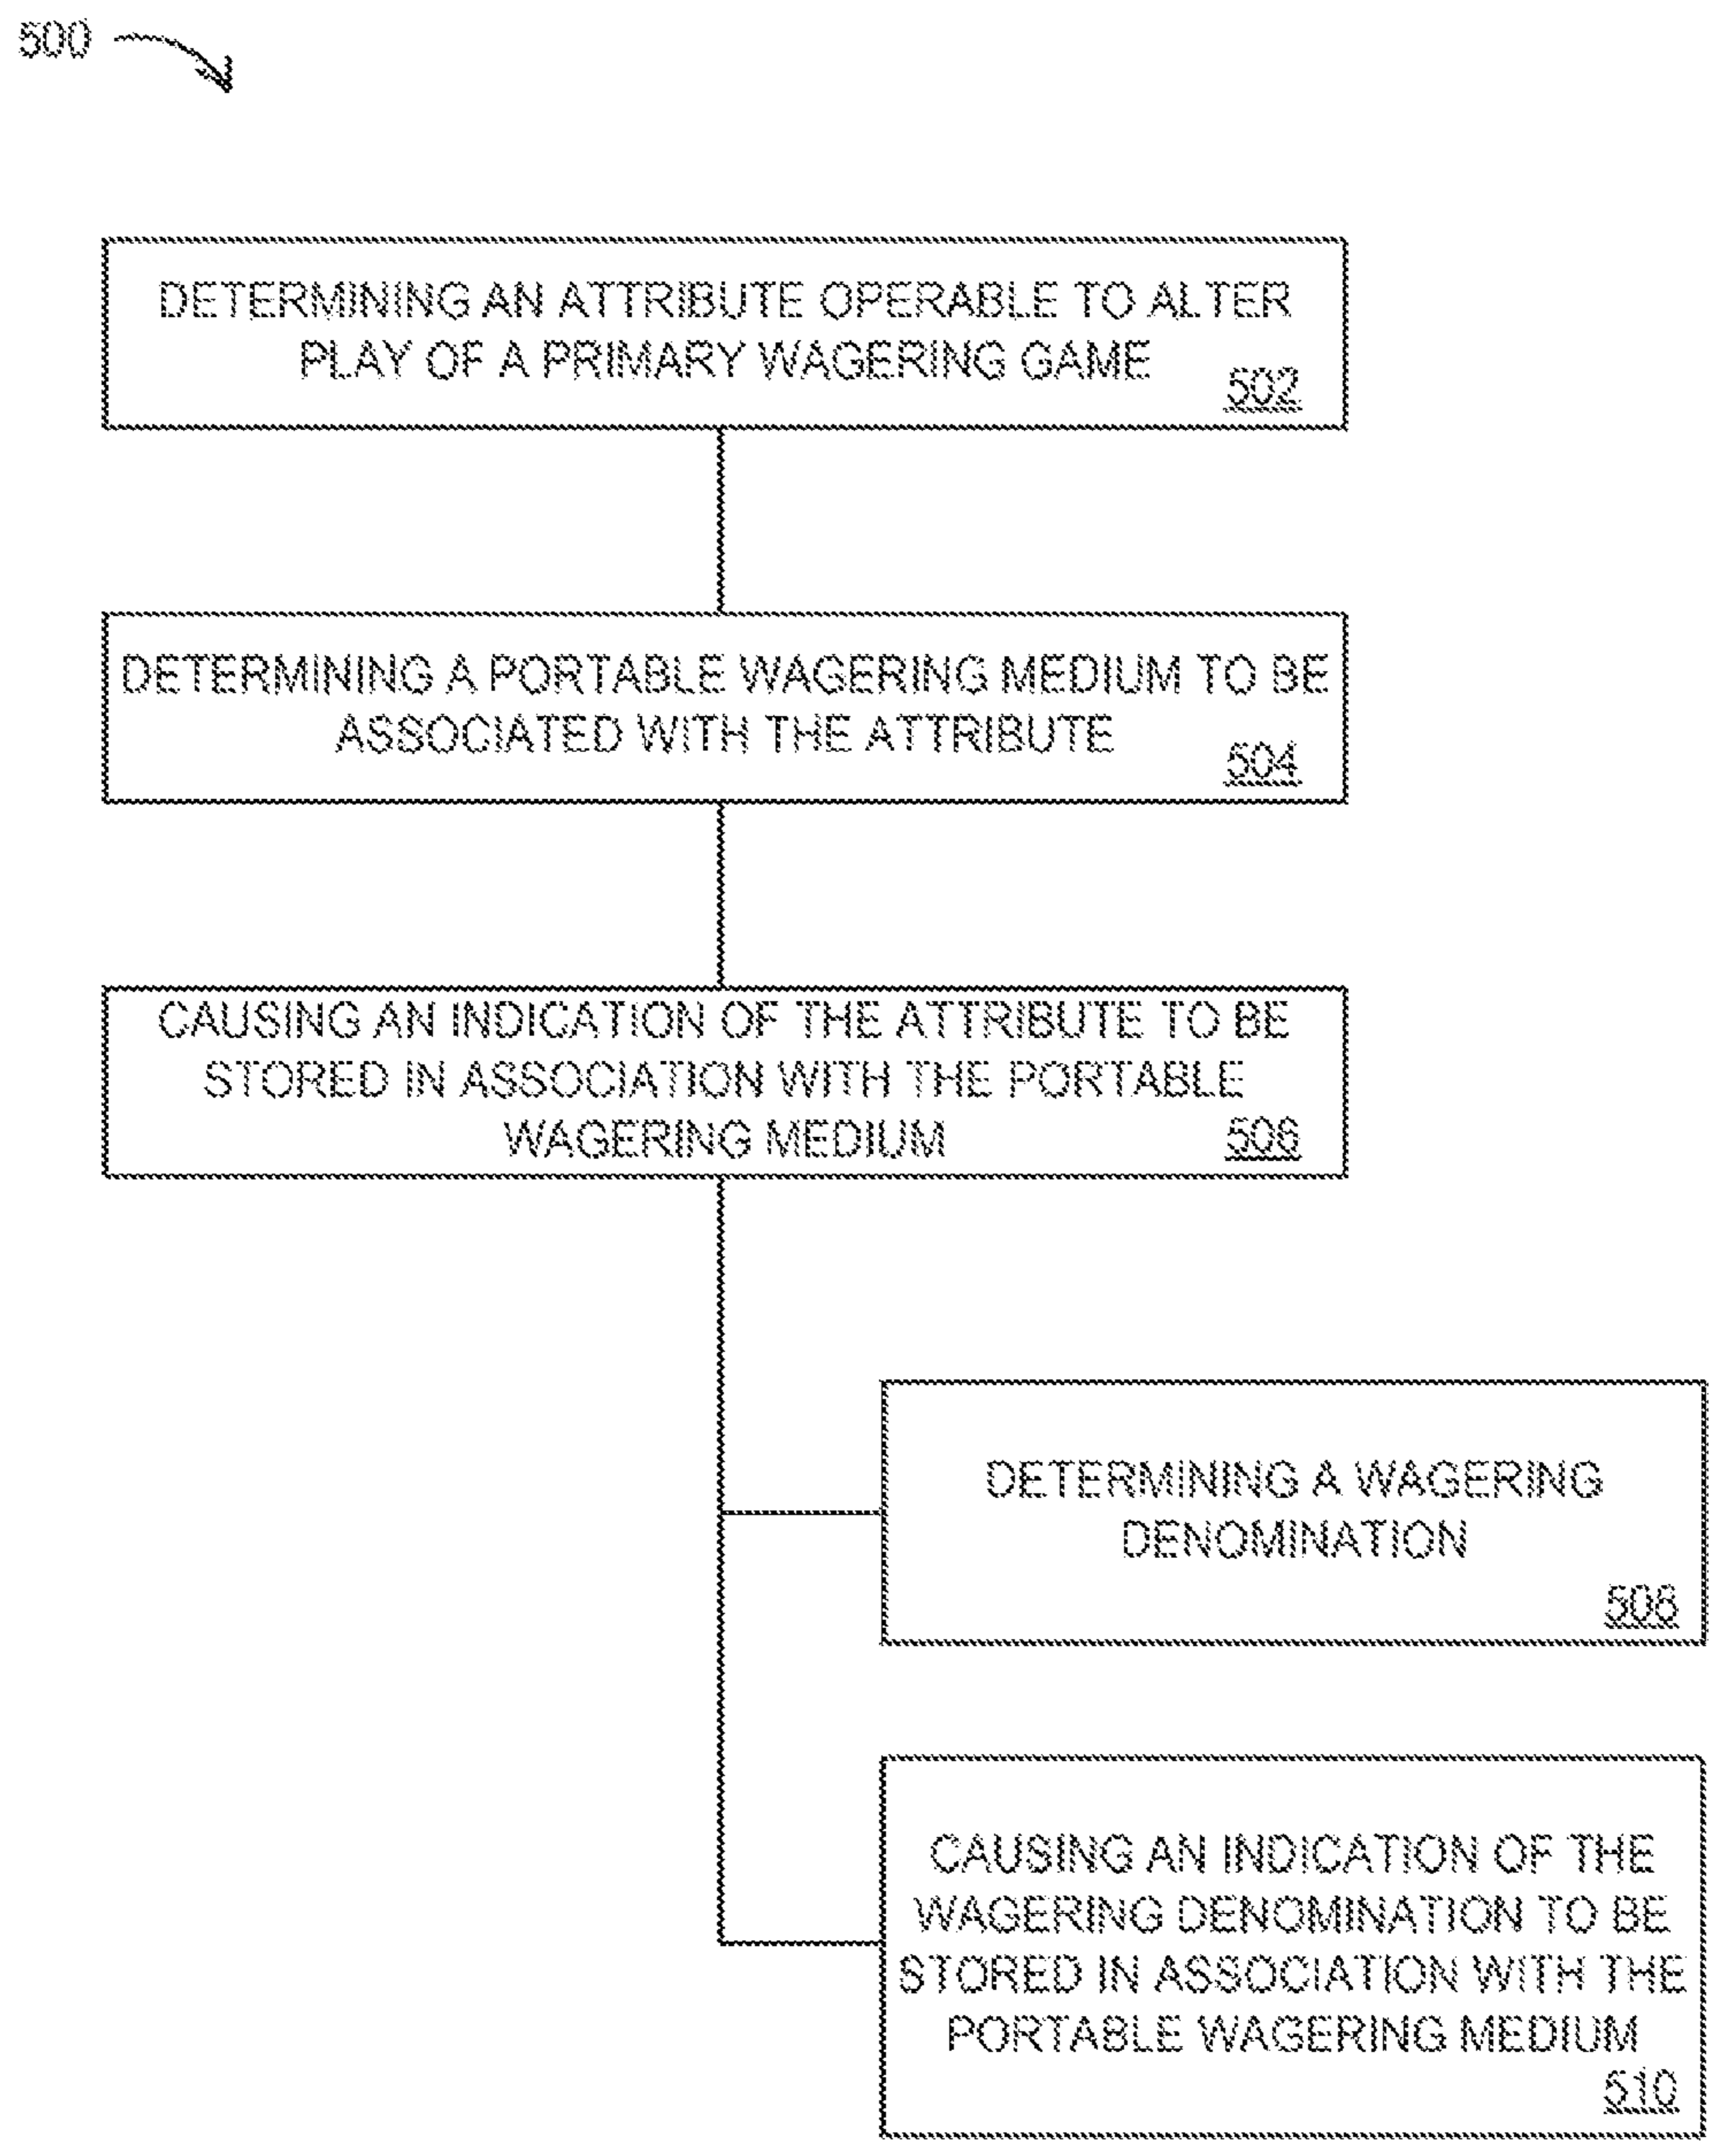 500
DETERMINING AN ATTRIBUTE OPERABLE TO ALTER
PLAY OF A PRIMARY WAGERING GAME
502
DETERMINING A PORTABLE WAGERING MEDIUM TO BE
ASSOCIATED WITH THE ATTRIBUTE
504
CAUSING AN INDICATION OF THE ATTRIBUTE TO BE
STORED IN ASSOCIATION WITH THE PORTABLE
WAGERING MEDIUM
506
DETERMINING A WAGERING
DENOMINATION
508
CAUSING AN INDICATION OF THE
WAGERING DENOMINATION TO BE
STORED IN ASSOCIATION WITH THE
PORTABLE WAGERING MEDIUM
510